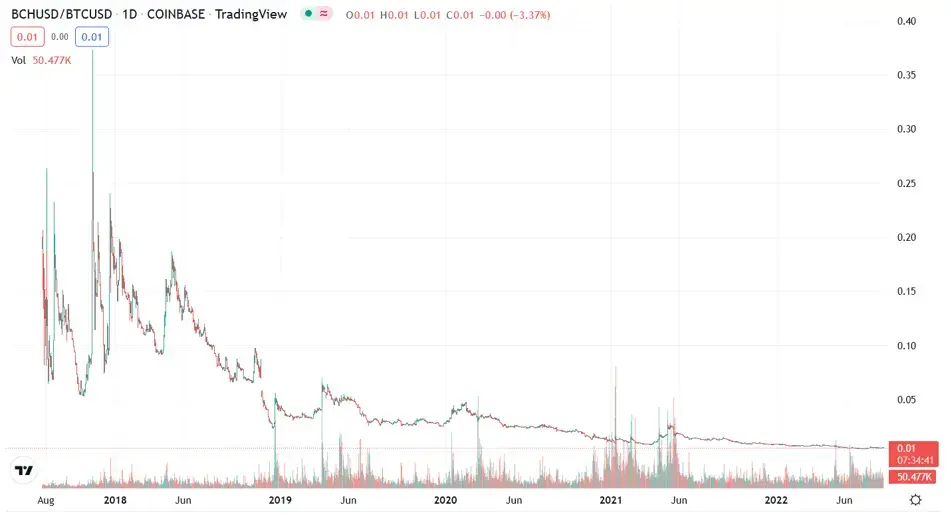 BCHUSD/BTCUSD · 1D · COINBASE · TradingView ≈ O0.01 H0.01 L0.01 C0.01 −0.00 (−3.37%)
0.01 0.00 0.01
Vol 50.477K
0.40
0.35
0.30
0.25
0.20
0.15
0.10
0.05
0.01
07:34:41
50.477K
Aug 2018 Jun 2019 Jun 2020 Jun 2021 Jun 2022 Jun